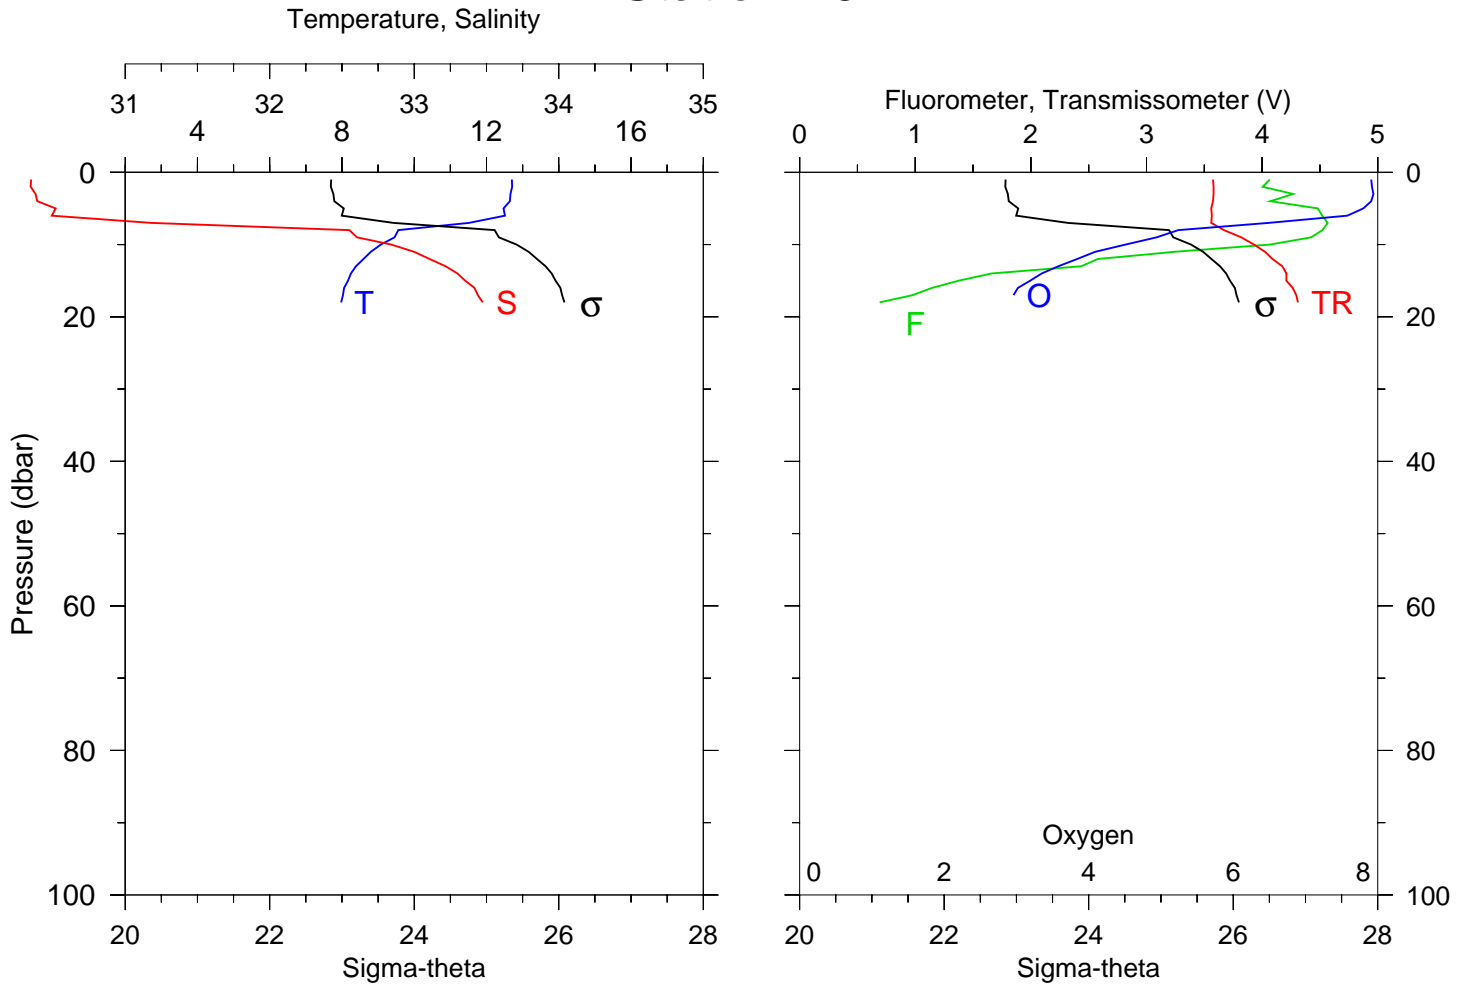 Temperature, Salinity
31 32 33 34 35
4 8 12 16
0
20
40
60
80
100
Pressure (dbar)
T S σ
20 22 24 26 28
Sigma-theta
Fluorometer, Transmissometer (V)
0 1 2 3 4 5
0
20
40
60
80
100
F O σ TR
Oxygen
0 2 4 6 8
20 22 24 26 28
Sigma-theta